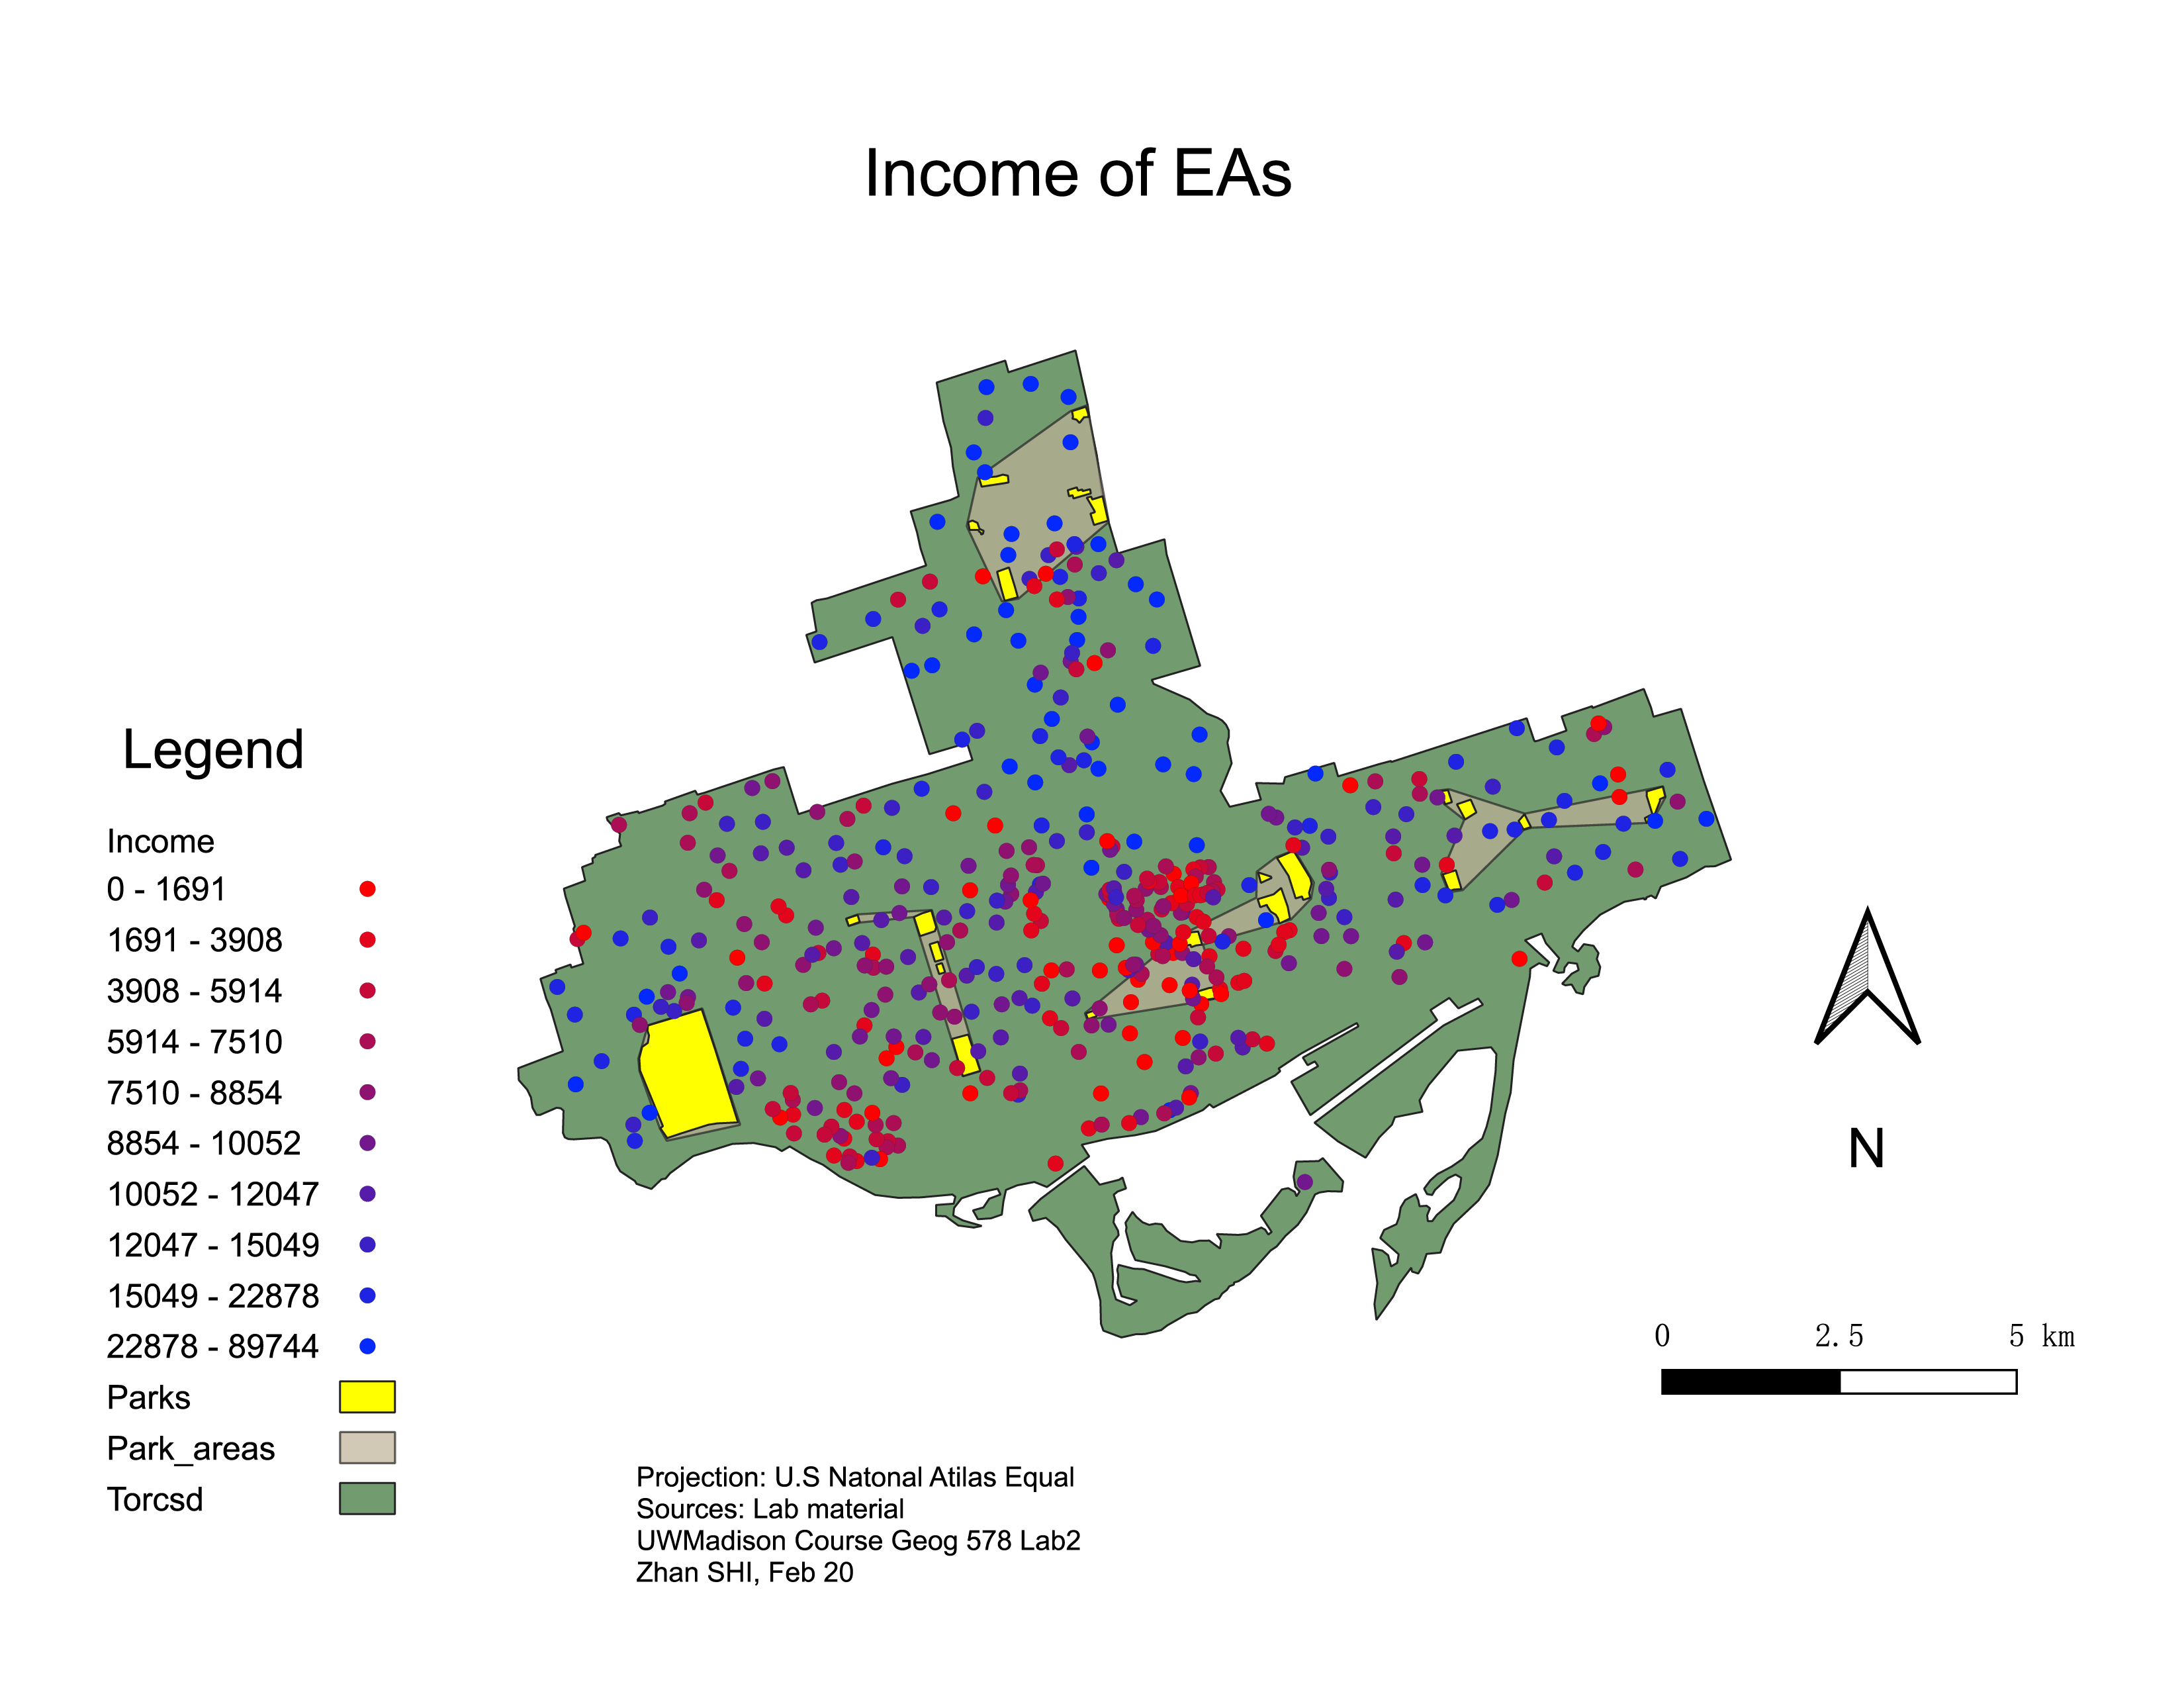 Income of EAs
Legend
Income
0 - 1691
1691 - 3908
3908 - 5914
5914 - 7510
7510 - 8854
8854 - 10052
10052 - 12047
12047 - 15049
15049 - 22878
22878 - 89744
Parks
Park_areas
Torcsd
N
0 2.5 5 km
Projection: U.S Natonal Atilas Equal
Sources: Lab material
UWMadison Course Geog 578 Lab2
Zhan SHI, Feb 20